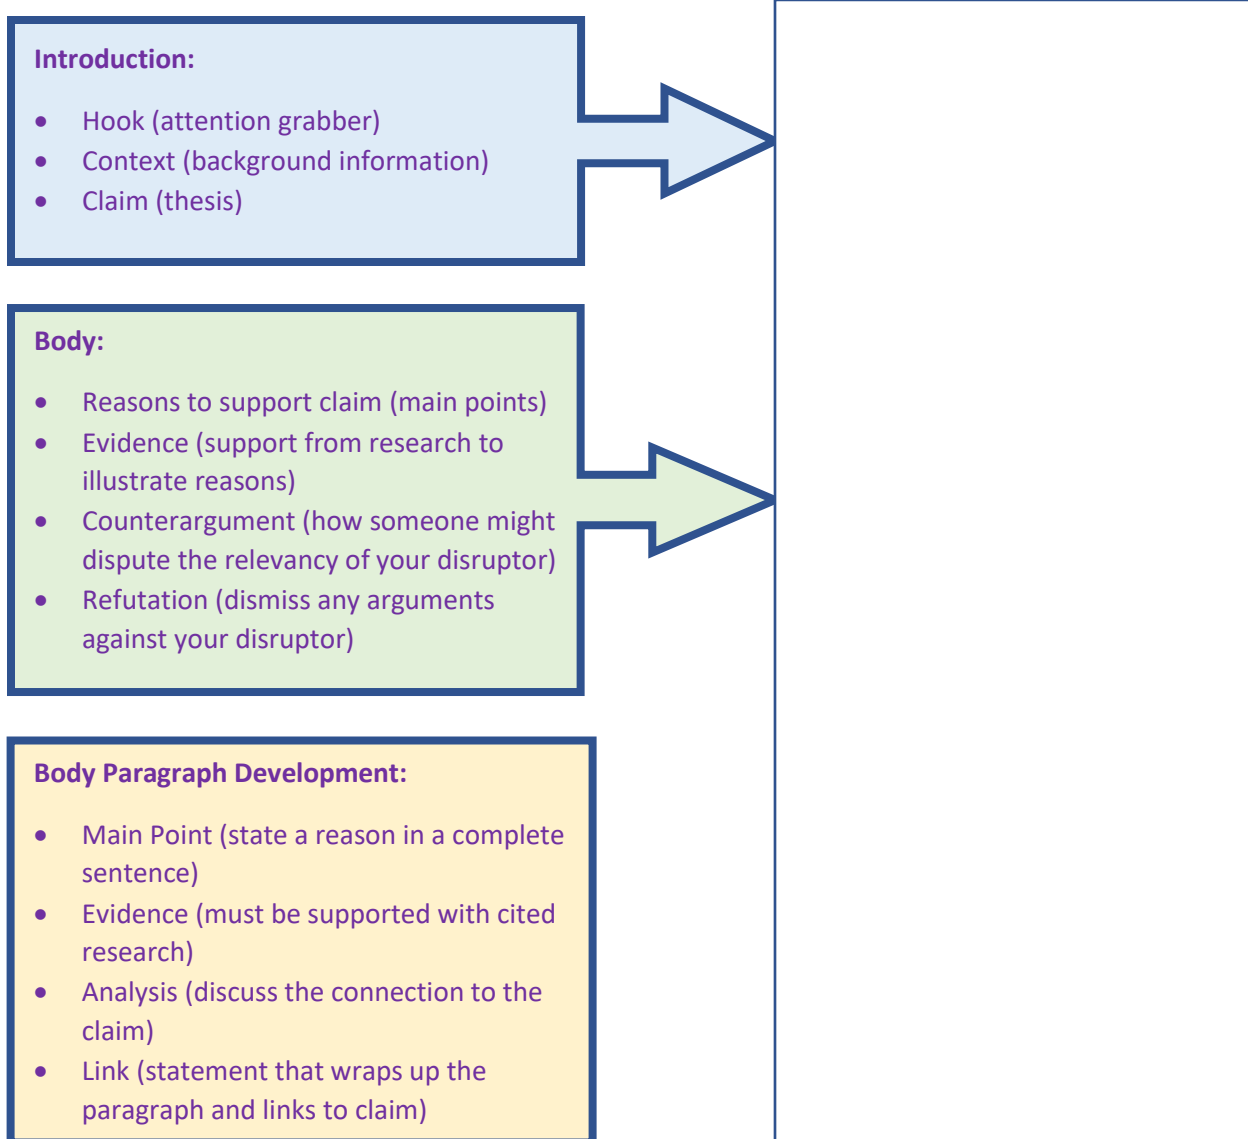 Introduction:
• Hook (attention grabber)
• Context (background information)
• Claim (thesis)
Body:
• Reasons to support claim (main points)
• Evidence (support from research to
illustrate reasons)
• Counterargument (how someone might
dispute the relevancy of your disruptor)
• Refutation (dismiss any arguments
against your disruptor)
Body Paragraph Development:
• Main Point (state a reason in a complete
sentence)
• Evidence (must be supported with cited
research)
• Analysis (discuss the connection to the
claim)
• Link (statement that wraps up the
paragraph and links to claim)